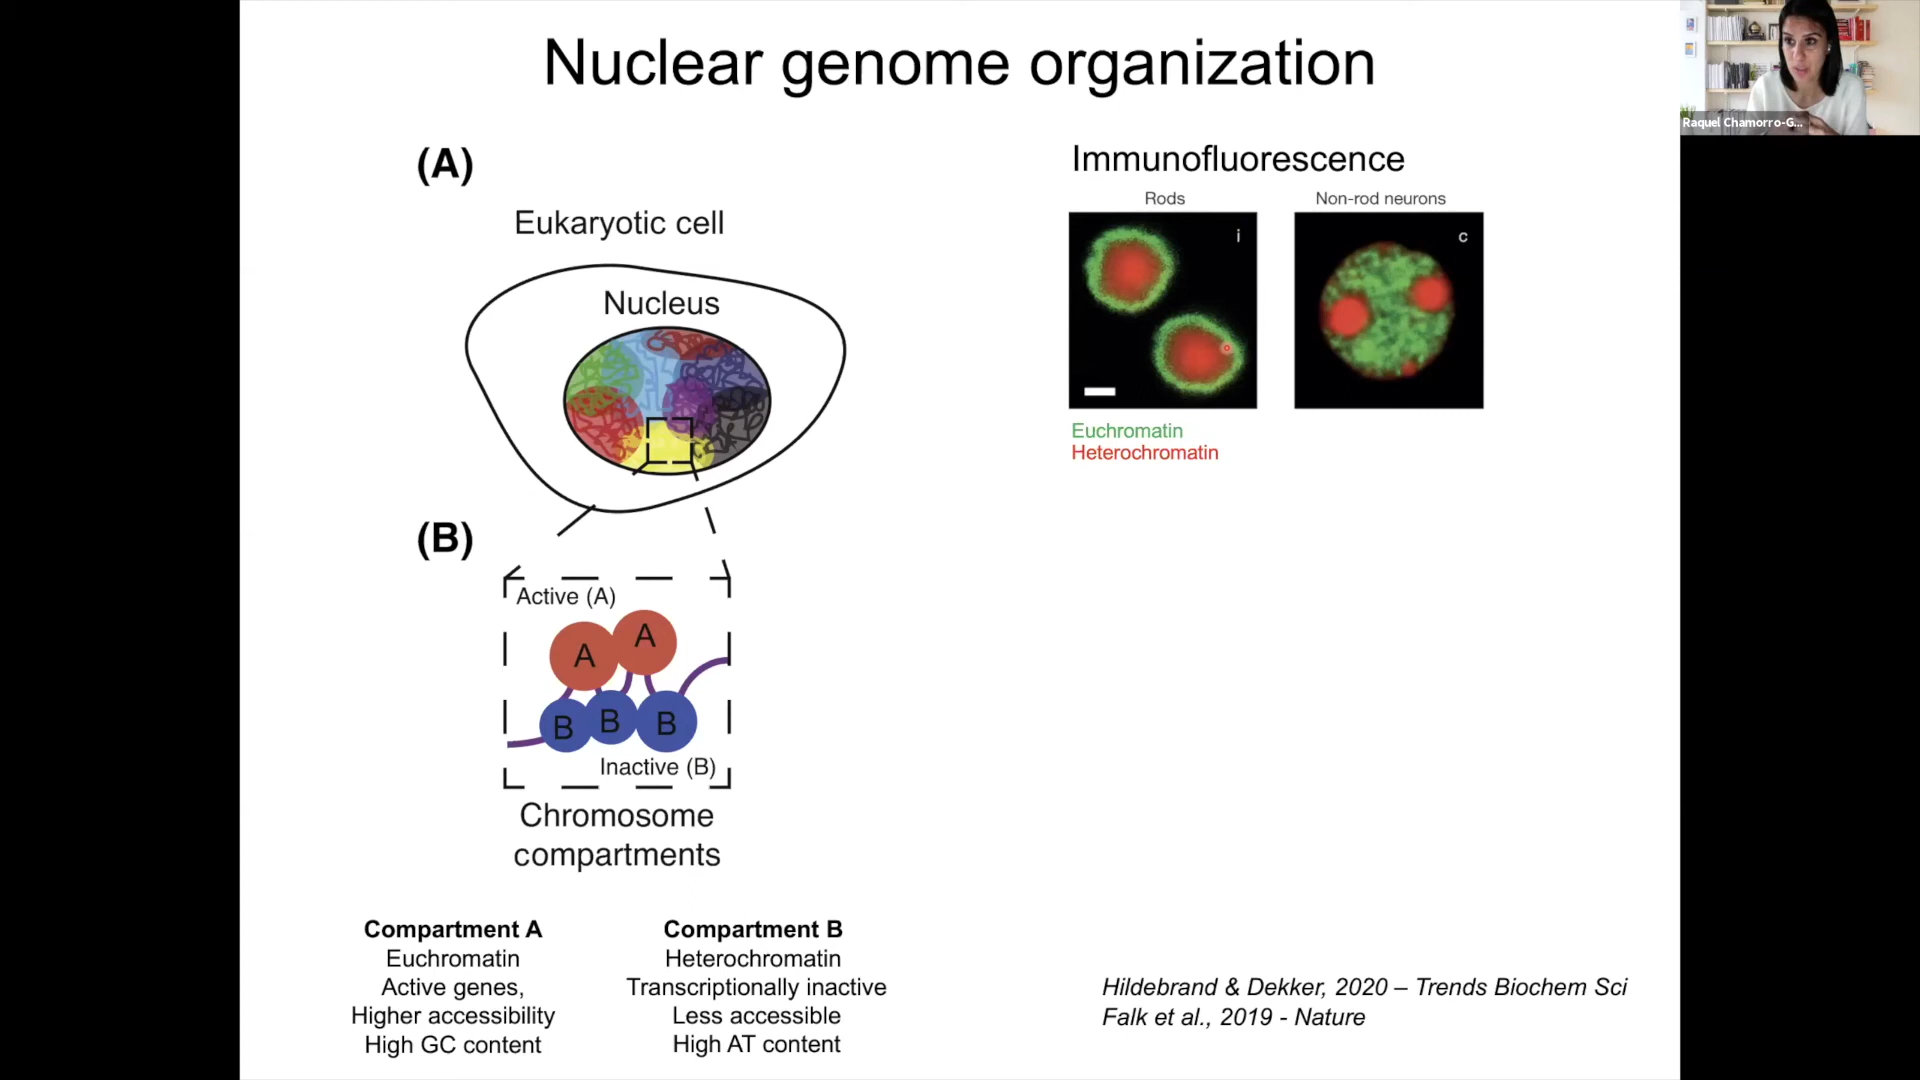 Nuclear genome organization
Raquel Chamorro-G...
(A)
Eukaryotic cell
Nucleus
Immunofluorescence
Rods
Non-rod neurons
i
c
Euchromatin
Heterochromatin
(B)
Active (A)
A
A
B
B
B
Inactive (B)
Chromosome
compartments
Compartment A
Euchromatin
Active genes,
Higher accessibility
High GC content
Compartment B
Heterochromatin
Transcriptionally inactive
Less accessible
High AT content
Hildebrand & Dekker, 2020 – Trends Biochem Sci
Falk et al., 2019 - Nature